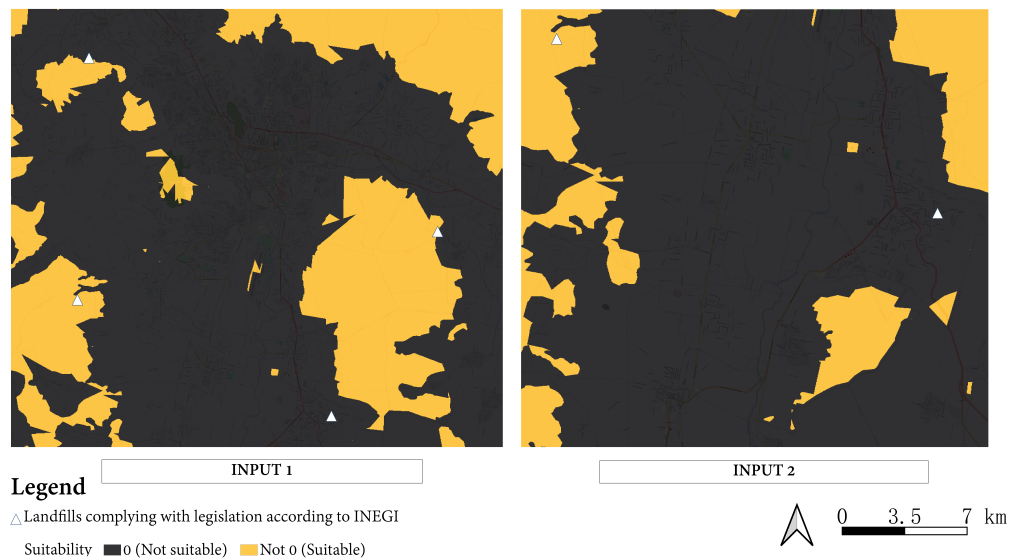 INPUT 1
INPUT 2
Legend
Landfills complying with legislation according to INEGI
0 3.5 7 km
Suitability 0 (Not suitable) Not 0 (Suitable)